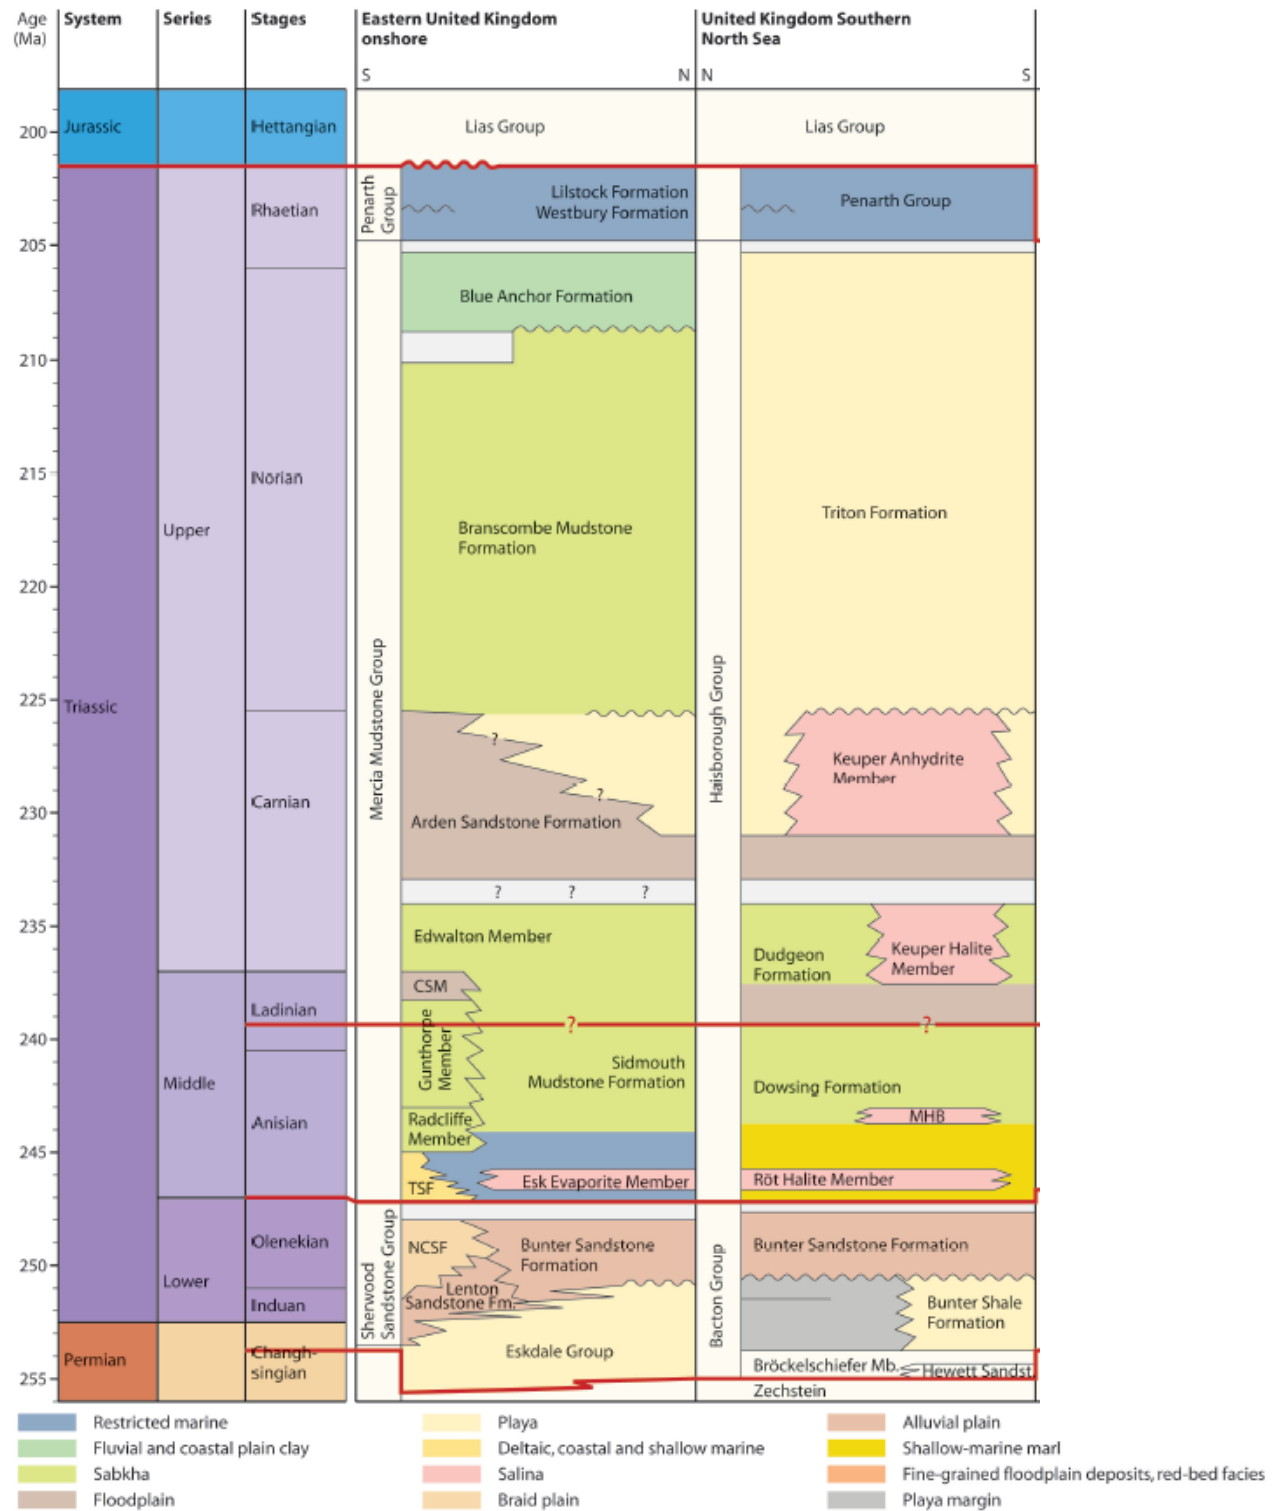 Age
(Ma)
System
Series
Stages
Eastern United Kingdom
onshore
United Kingdom Southern
North Sea
S
N
N
S
200
205
210
215
220
225
230
235
240
245
250
255
Jurassic
Triassic
Permian
Upper
Middle
Lower
Hettangian
Rhaetian
Norian
Carnian
Ladinian
Anisian
Olenekian
Induan
Changh-
singian
Lias Group
Penarth
Group
Lilstock Formation
Westbury Formation
Mercia Mudstone Group
Blue Anchor Formation
Branscombe Mudstone
Formation
?
?
Arden Sandstone Formation
? ? ?
Edwalton Member
CSM
?
Gunthorpe
Member
Sidmouth
Mudstone Formation
Radcliffe
Member
TSF
Esk Evaporite Member
Sherwood
Sandstone Group
NCSF
Bunter Sandstone
Formation
Lenton
Sandstone Fm.
Eskdale Group
Lias Group
Penarth Group
Haisborough Group
Triton Formation
Keuper Anhydrite
Member
Dudgeon
Formation
Keuper Halite
Member
?
Dowsing Formation
MHB
Röt Halite Member
Bacton Group
Bunter Sandstone Formation
Bunter Shale
Formation
Bröckelschiefer Mb.
Hewett Sandst.
Zechstein
Restricted marine
Fluvial and coastal plain clay
Sabkha
Floodplain
Playa
Deltaic, coastal and shallow marine
Salina
Braid plain
Alluvial plain
Shallow-marine marl
Fine-grained floodplain deposits, red-bed facies
Playa margin